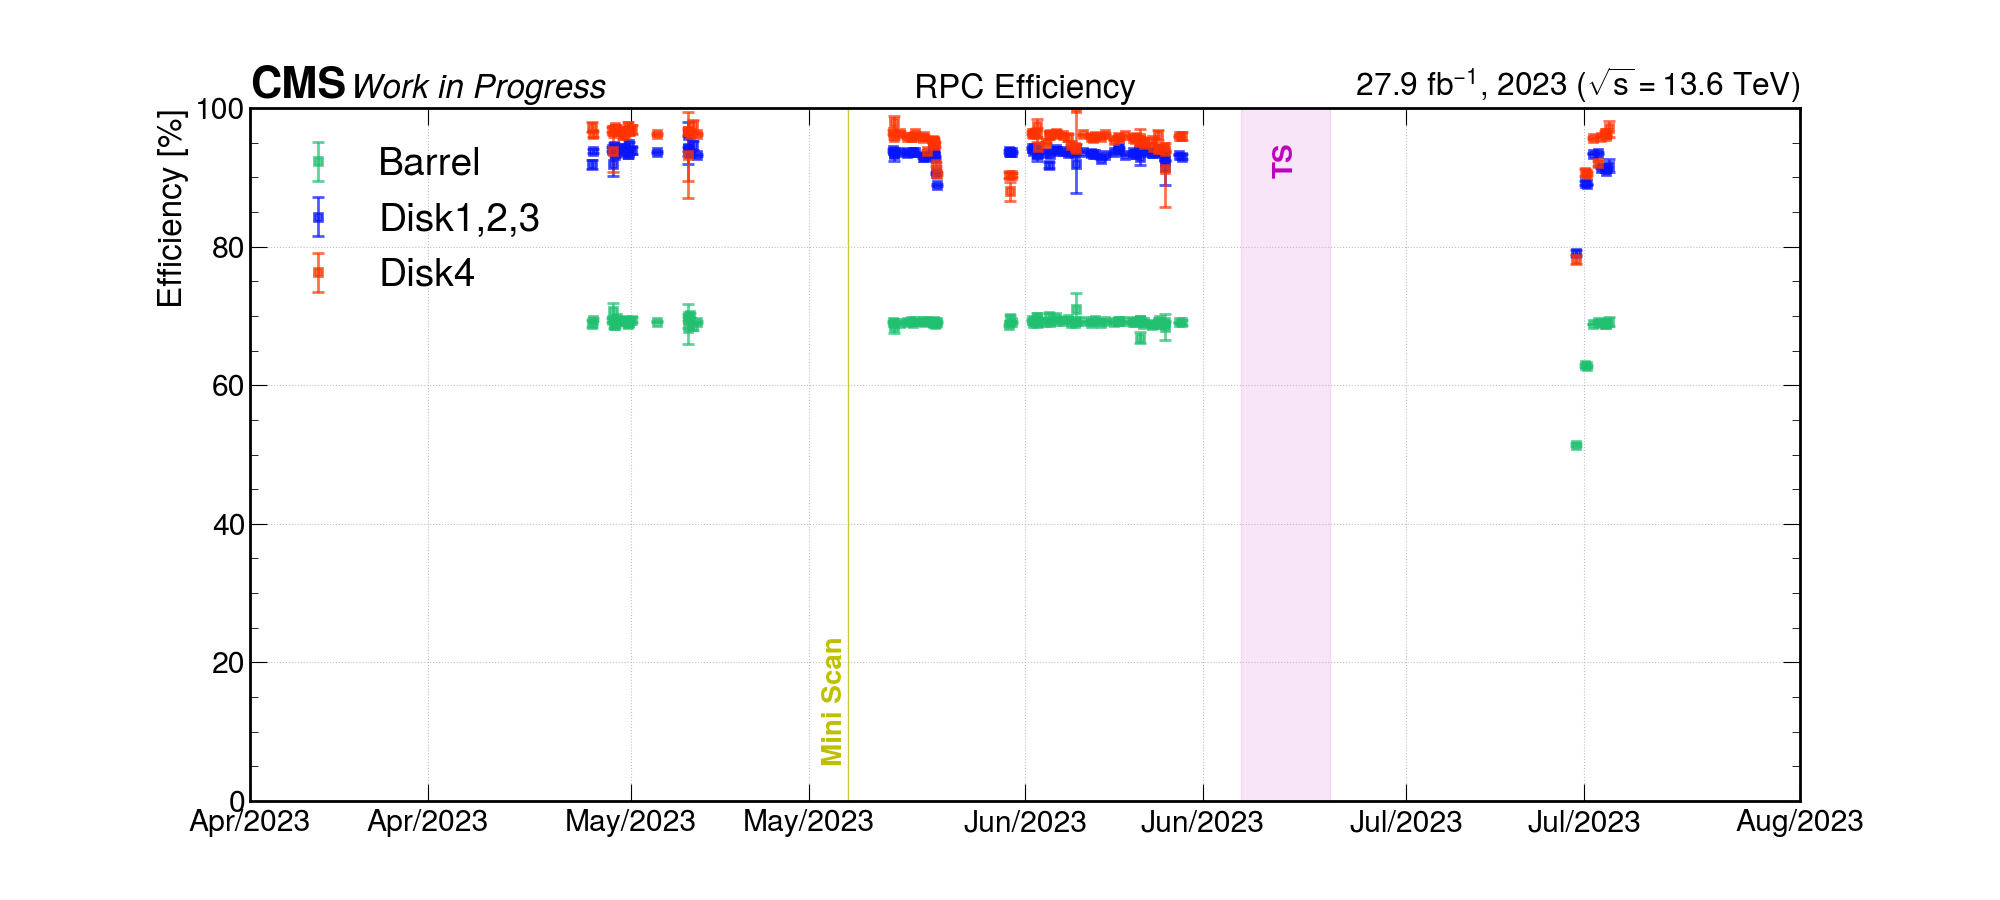 CMS Work in Progress
RPC Efficiency
27.9 fb⁻¹, 2023 (√s = 13.6 TeV)
Efficiency [%]
100
80
60
40
20
0
Barrel
Disk1,2,3
Disk4
Mini Scan
TS
Apr/2023 Apr/2023 May/2023 May/2023 Jun/2023 Jun/2023 Jul/2023 Jul/2023 Aug/2023